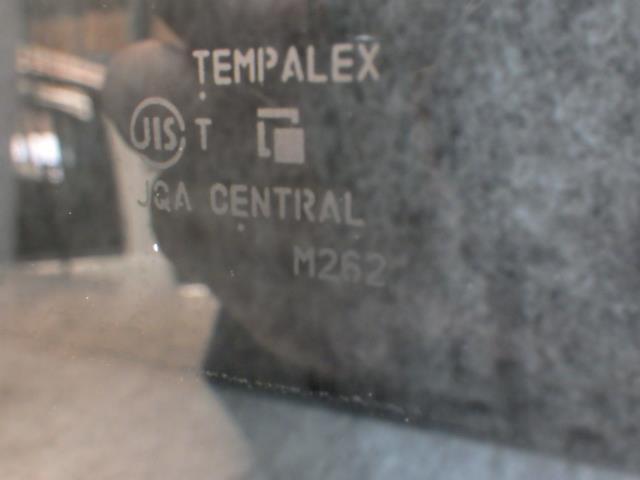 TEMPALEX
JIS T
JQA CENTRAL
M262